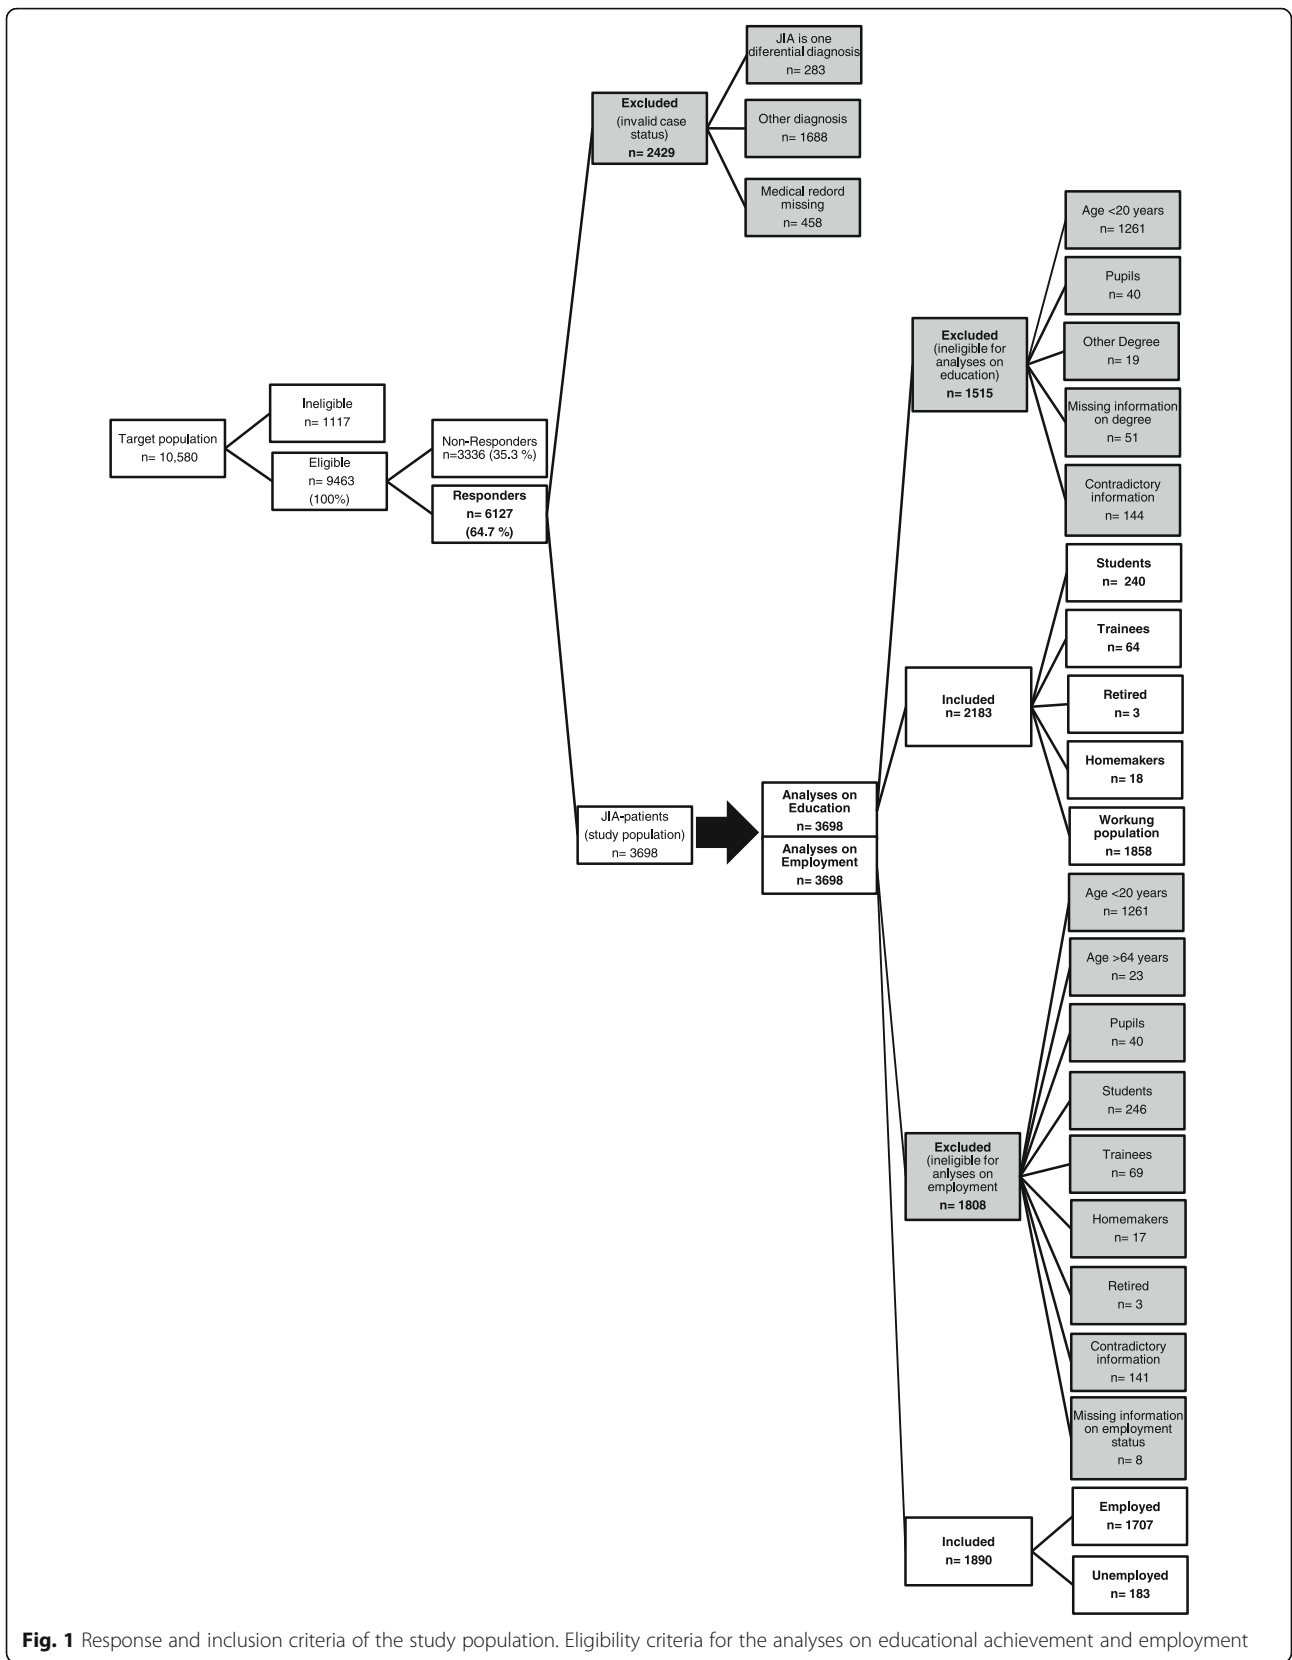 Target population
n= 10,580
Ineligible
n= 1117
Eligible
n= 9463
(100%)
Non-Responders
n=3336 (35.3 %)
Responders
n= 6127
(64.7 %)
Excluded
(invalid case
status)
n= 2429
JIA is one
diferential diagnosis
n= 283
Other diagnosis
n= 1688
Medical redord
missing
n= 458
JIA-patients
(study population)
n= 3698
Analyses on
Education
n= 3698
Analyses on
Employment
n= 3698
Excluded
(ineligible for
analyses on
education)
n= 1515
Age <20 years
n= 1261
Pupils
n= 40
Other Degree
n= 19
Missing information
on degree
n= 51
Contradictory
information
n= 144
Included
n= 2183
Students
n= 240
Trainees
n= 64
Retired
n= 3
Homemakers
n= 18
Workung
population
n= 1858
Excluded
(ineligible for
anlyses on
employment
n= 1808
Age <20 years
n= 1261
Age >64 years
n= 23
Pupils
n= 40
Students
n= 246
Trainees
n= 69
Homemakers
n= 17
Retired
n= 3
Contradictory
information
n= 141
Missing information
on employment
status
n= 8
Included
n= 1890
Employed
n= 1707
Unemployed
n= 183
Fig. 1 Response and inclusion criteria of the study population. Eligibility criteria for the analyses on educational achievement and employment